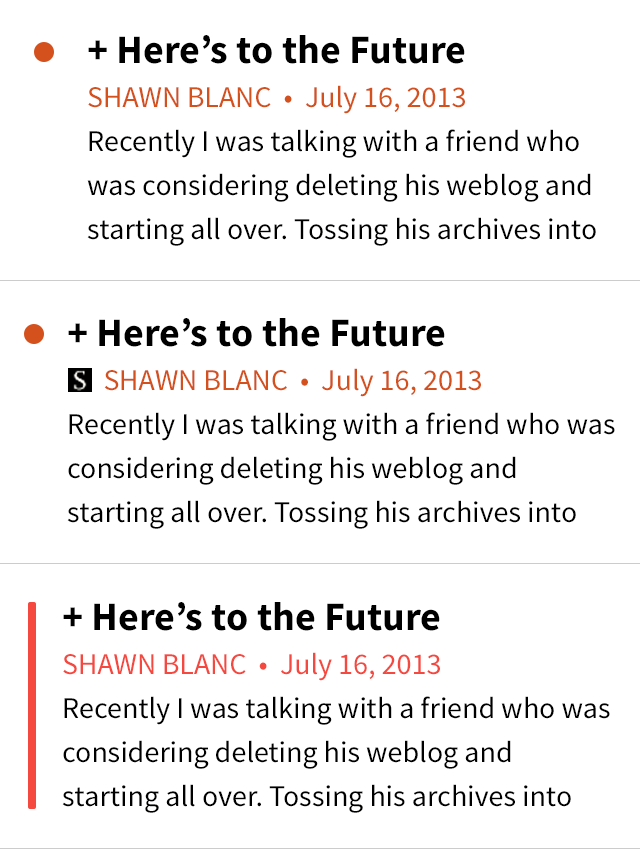 + Here’s to the Future
SHAWN BLANC • July 16, 2013
Recently I was talking with a friend who
was considering deleting his weblog and
starting all over. Tossing his archives into
+ Here’s to the Future
S SHAWN BLANC • July 16, 2013
Recently I was talking with a friend who was
considering deleting his weblog and
starting all over. Tossing his archives into
+ Here’s to the Future
SHAWN BLANC • July 16, 2013
Recently I was talking with a friend who was
considering deleting his weblog and
starting all over. Tossing his archives into